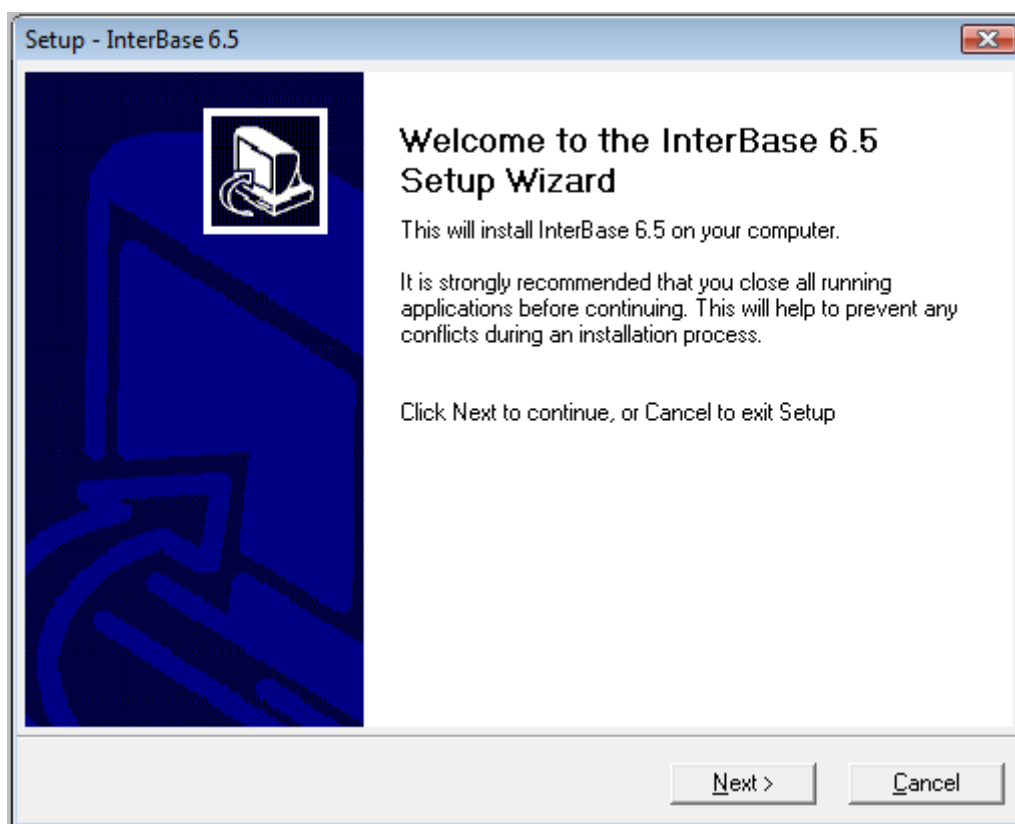 Setup - InterBase 6.5
Welcome to the InterBase 6.5
Setup Wizard
This will install InterBase 6.5 on your computer.
It is strongly recommended that you close all running
applications before continuing. This will help to prevent any
conflicts during an installation process.
Click Next to continue, or Cancel to exit Setup
Next >
Cancel